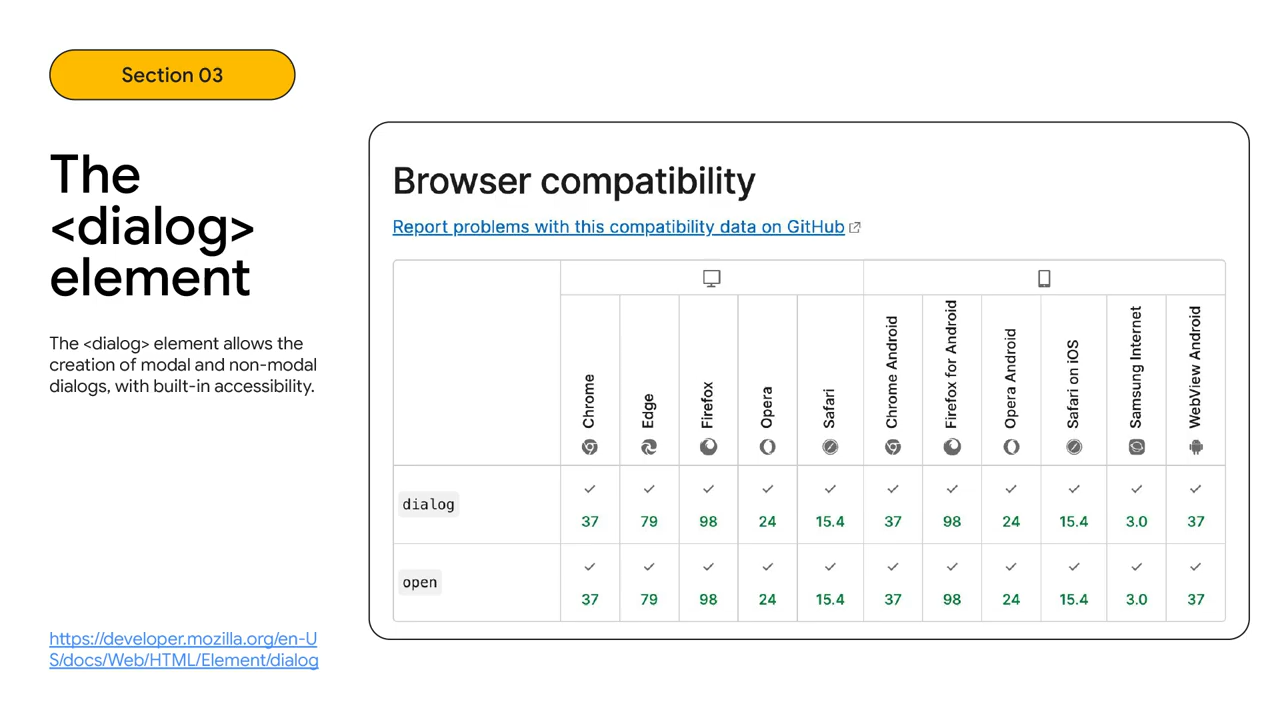 Section 03
The
<dialog>
element
The <dialog> element allows the
creation of modal and non-modal
dialogs, with built-in accessibility.
https://developer.mozilla.org/en-U
S/docs/Web/HTML/Element/dialog
Browser compatibility
Report problems with this compatibility data on GitHub
Chrome Edge Firefox Opera Safari Chrome Android Firefox for Android Opera Android Safari on iOS Samsung Internet WebView Android
dialog
37 79 98 24 15.4 37 98 24 15.4 3.0 37
open
37 79 98 24 15.4 37 98 24 15.4 3.0 37